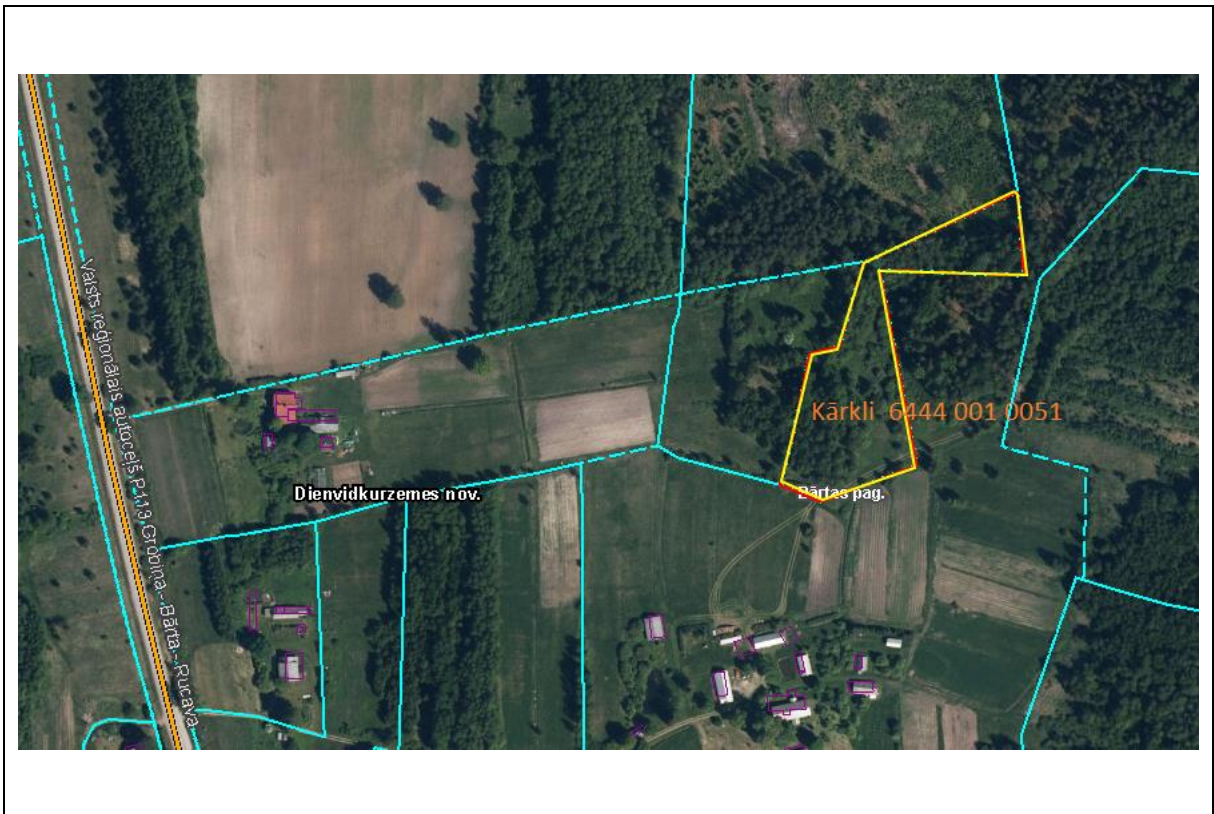 Valsts reģionālais autoceļš P113 Grobiņa - Bārta - Rucava
Kārkli 6444 001 0051
Dienvidkurzemes nov.
Bārtas pag.